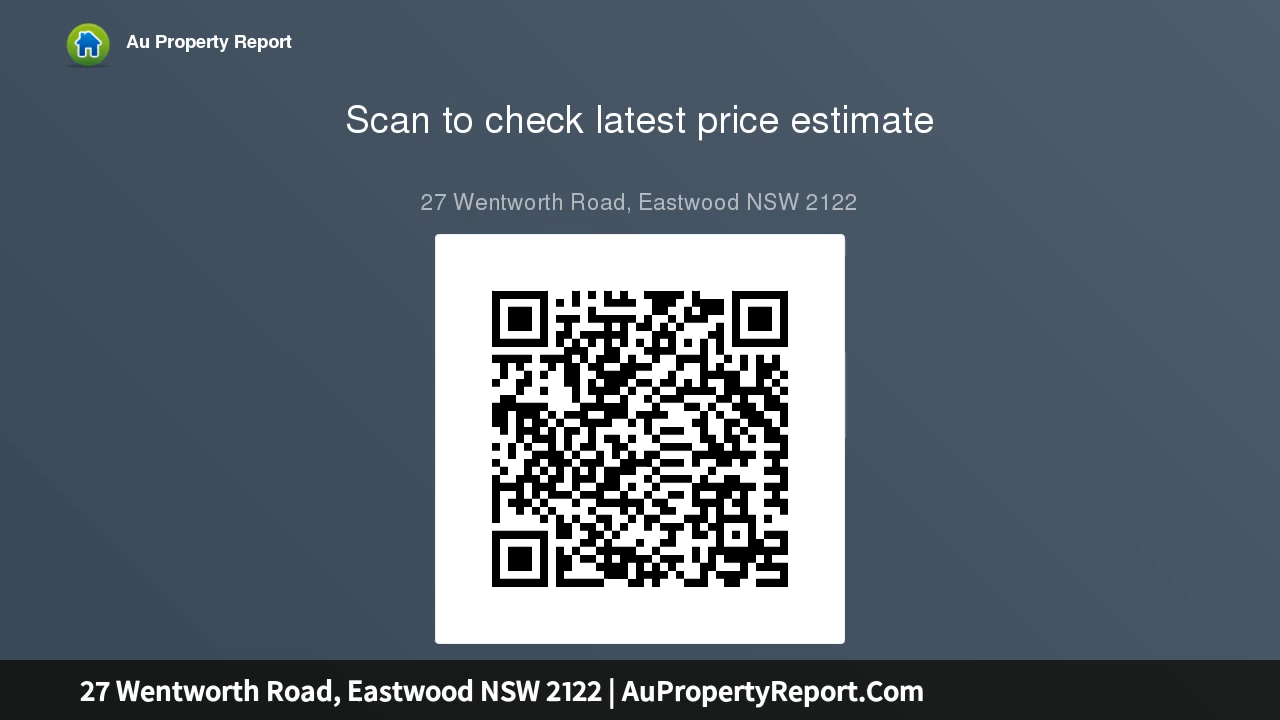 Au Property Report
Scan to check latest price estimate
27 Wentworth Road, Eastwood NSW 2122
27 Wentworth Road, Eastwood NSW 2122 | AuPropertyReport.Com